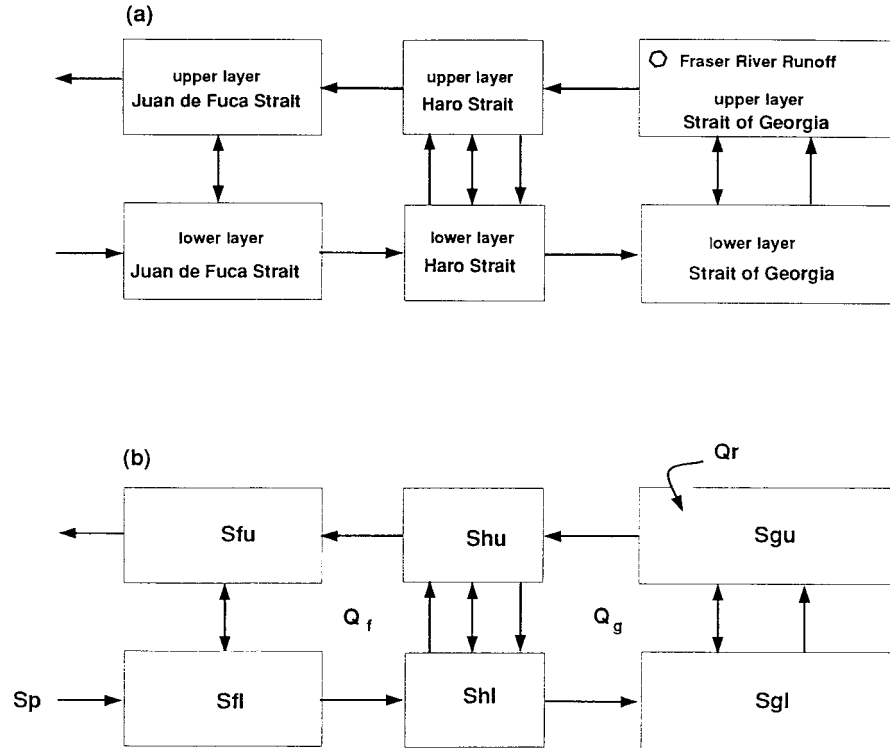 (a)
upper layer
Juan de Fuca Strait
upper layer
Haro Strait
Fraser River Runoff
upper layer
Strait of Georgia
lower layer
Juan de Fuca Strait
lower layer
Haro Strait
lower layer
Strait of Georgia
(b)
Qr
Sfu
Shu
Sgu
Qf
Qg
Sp
Sfl
Shl
Sgl